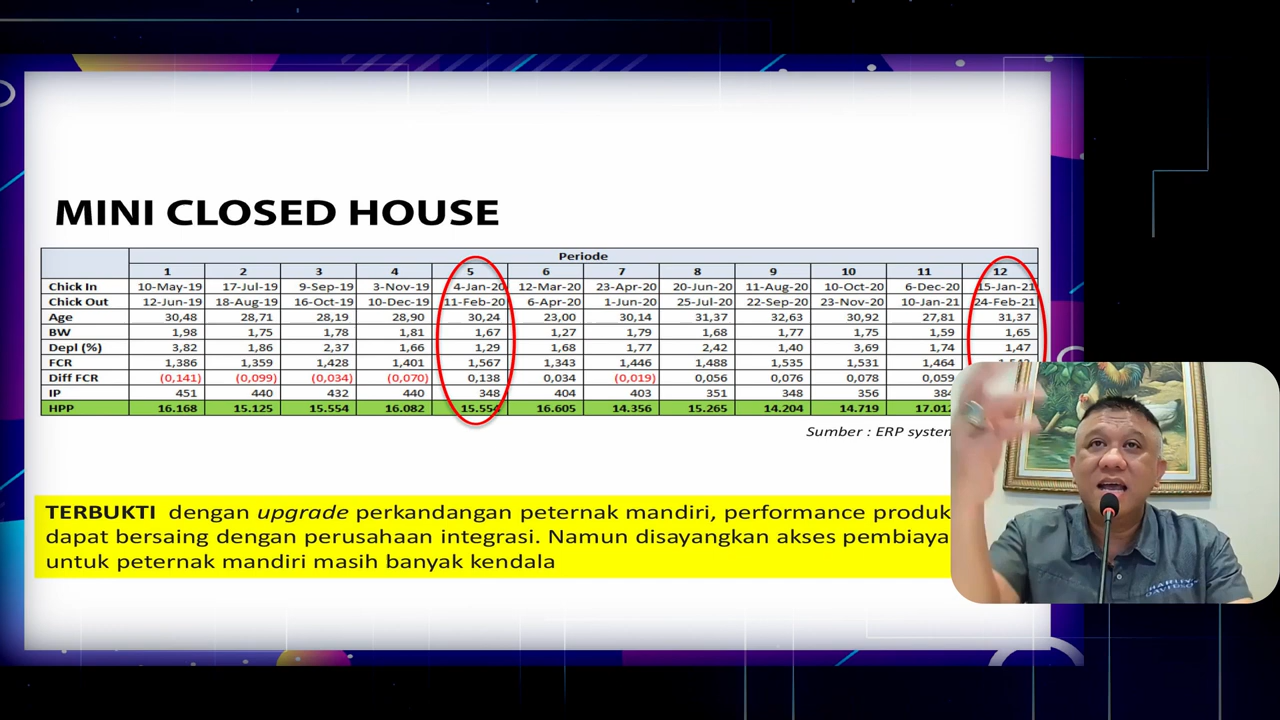 MINI CLOSED HOUSE
Periode
1 2 3 4 5 6 7 8 9 10 11 12
Chick In 10-May-19 17-Jul-19 9-Sep-19 3-Nov-19 4-Jan-20 12-Mar-20 23-Apr-20 20-Jun-20 11-Aug-20 10-Oct-20 6-Dec-20 15-Jan-21
Chick Out 12-Jun-19 18-Aug-19 16-Oct-19 10-Dec-19 11-Feb-20 6-Apr-20 1-Jun-20 25-Jul-20 22-Sep-20 23-Nov-20 10-Jan-21 24-Feb-21
Age 30,48 28,71 28,19 28,90 30,24 23,00 30,14 31,37 32,63 30,92 27,81 31,37
BW 1,98 1,75 1,78 1,81 1,67 1,27 1,79 1,68 1,77 1,75 1,59 1,65
Depl (%) 3,82 1,86 2,37 1,66 1,29 1,68 1,77 2,42 1,40 3,69 1,74 1,47
FCR 1,386 1,359 1,428 1,401 1,567 1,343 1,446 1,488 1,535 1,531 1,464
Diff FCR (0,141) (0,099) (0,034) (0,070) 0,138 0,034 (0,019) 0,056 0,076 0,078 0,059
IP 451 440 432 440 348 404 403 351 348 356 384
HPP 16.168 15.125 15.554 16.082 15.554 16.605 14.356 15.265 14.204 14.719 17.012
Sumber : ERP system
TERBUKTI dengan upgrade perkandangan peternak mandiri, performance produk
dapat bersaing dengan perusahaan integrasi. Namun disayangkan akses pembiaya
untuk peternak mandiri masih banyak kendala